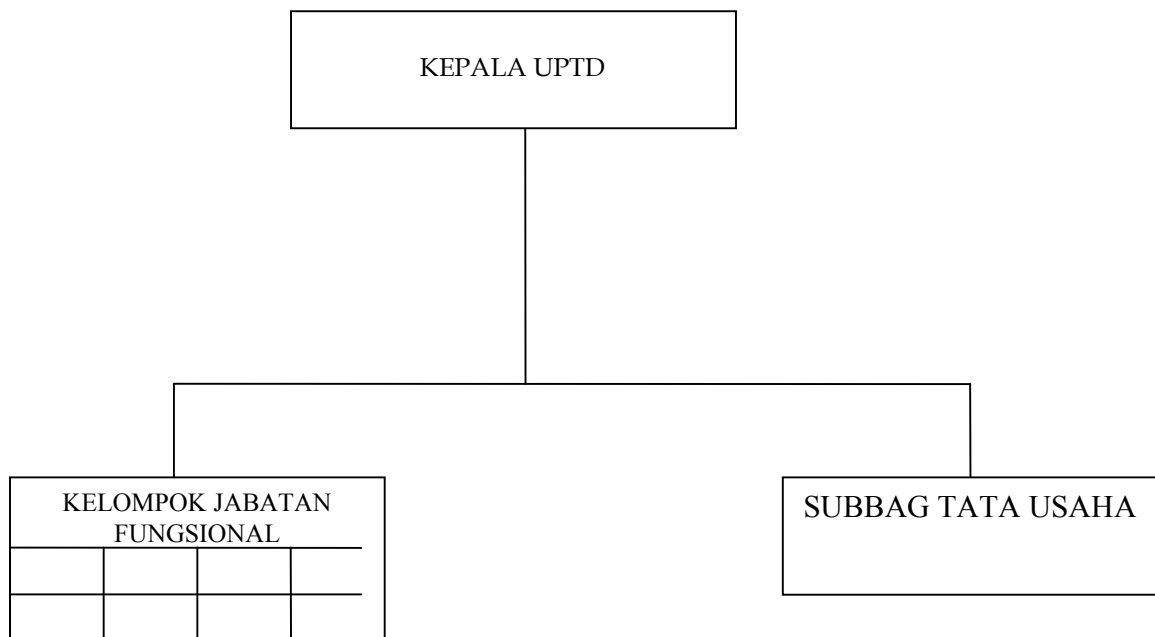 KEPALA UPTD
KELOMPOK JABATAN
FUNGSIONAL
SUBBAG TATA USAHA